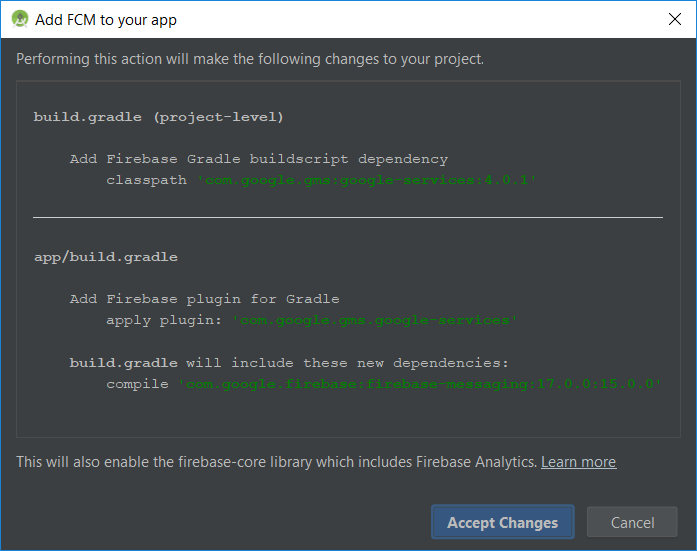 Add FCM to your app
Performing this action will make the following changes to your project.
build.gradle (project-level)
Add Firebase Gradle buildscript dependency
classpath 'com.google.gms:google-services:4.0.1'
app/build.gradle
Add Firebase plugin for Gradle
apply plugin: 'com.google.gms.google-services'
build.gradle will include these new dependencies:
compile 'com.google.firebase:firebase-messaging:17.0.0:15.0.0'
This will also enable the firebase-core library which includes Firebase Analytics. Learn more
Accept Changes
Cancel